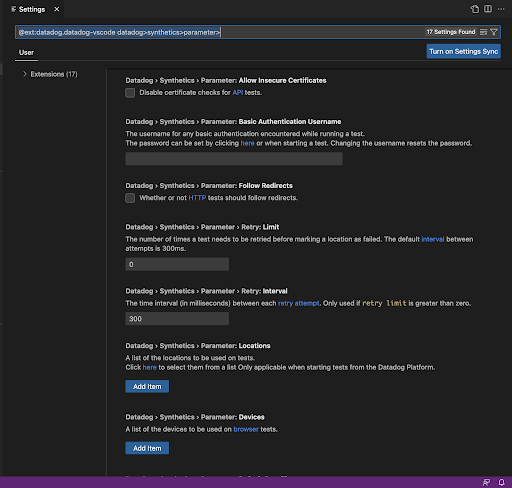 Settings
@ext:datadog.datadog-vscode datadog>synthetics>parameter>
17 Settings Found
User
Turn on Settings Sync
Extensions (17)
Datadog › Synthetics › Parameter: Allow Insecure Certificates
Disable certificate checks for API tests.
Datadog › Synthetics › Parameter: Basic Authentication Username
The username for any basic authentication encountered while running a test.
The password can be set by clicking here or when starting a test. Changing the username resets the password.
Datadog › Synthetics › Parameter: Follow Redirects
Whether or not HTTP tests should follow redirects.
Datadog › Synthetics › Parameter › Retry: Limit
The number of times a test needs to be retried before marking a location as failed. The default interval between
attempts is 300ms.
0
Datadog › Synthetics › Parameter › Retry: Interval
The time interval (in milliseconds) between each retry attempt. Only used if retry limit is greater than zero.
300
Datadog › Synthetics › Parameter: Locations
A list of the locations to be used on tests.
Click here to select them from a list Only applicable when starting tests from the Datadog Platform.
Add Item
Datadog › Synthetics › Parameter: Devices
A list of the devices to be used on browser tests.
Add Item